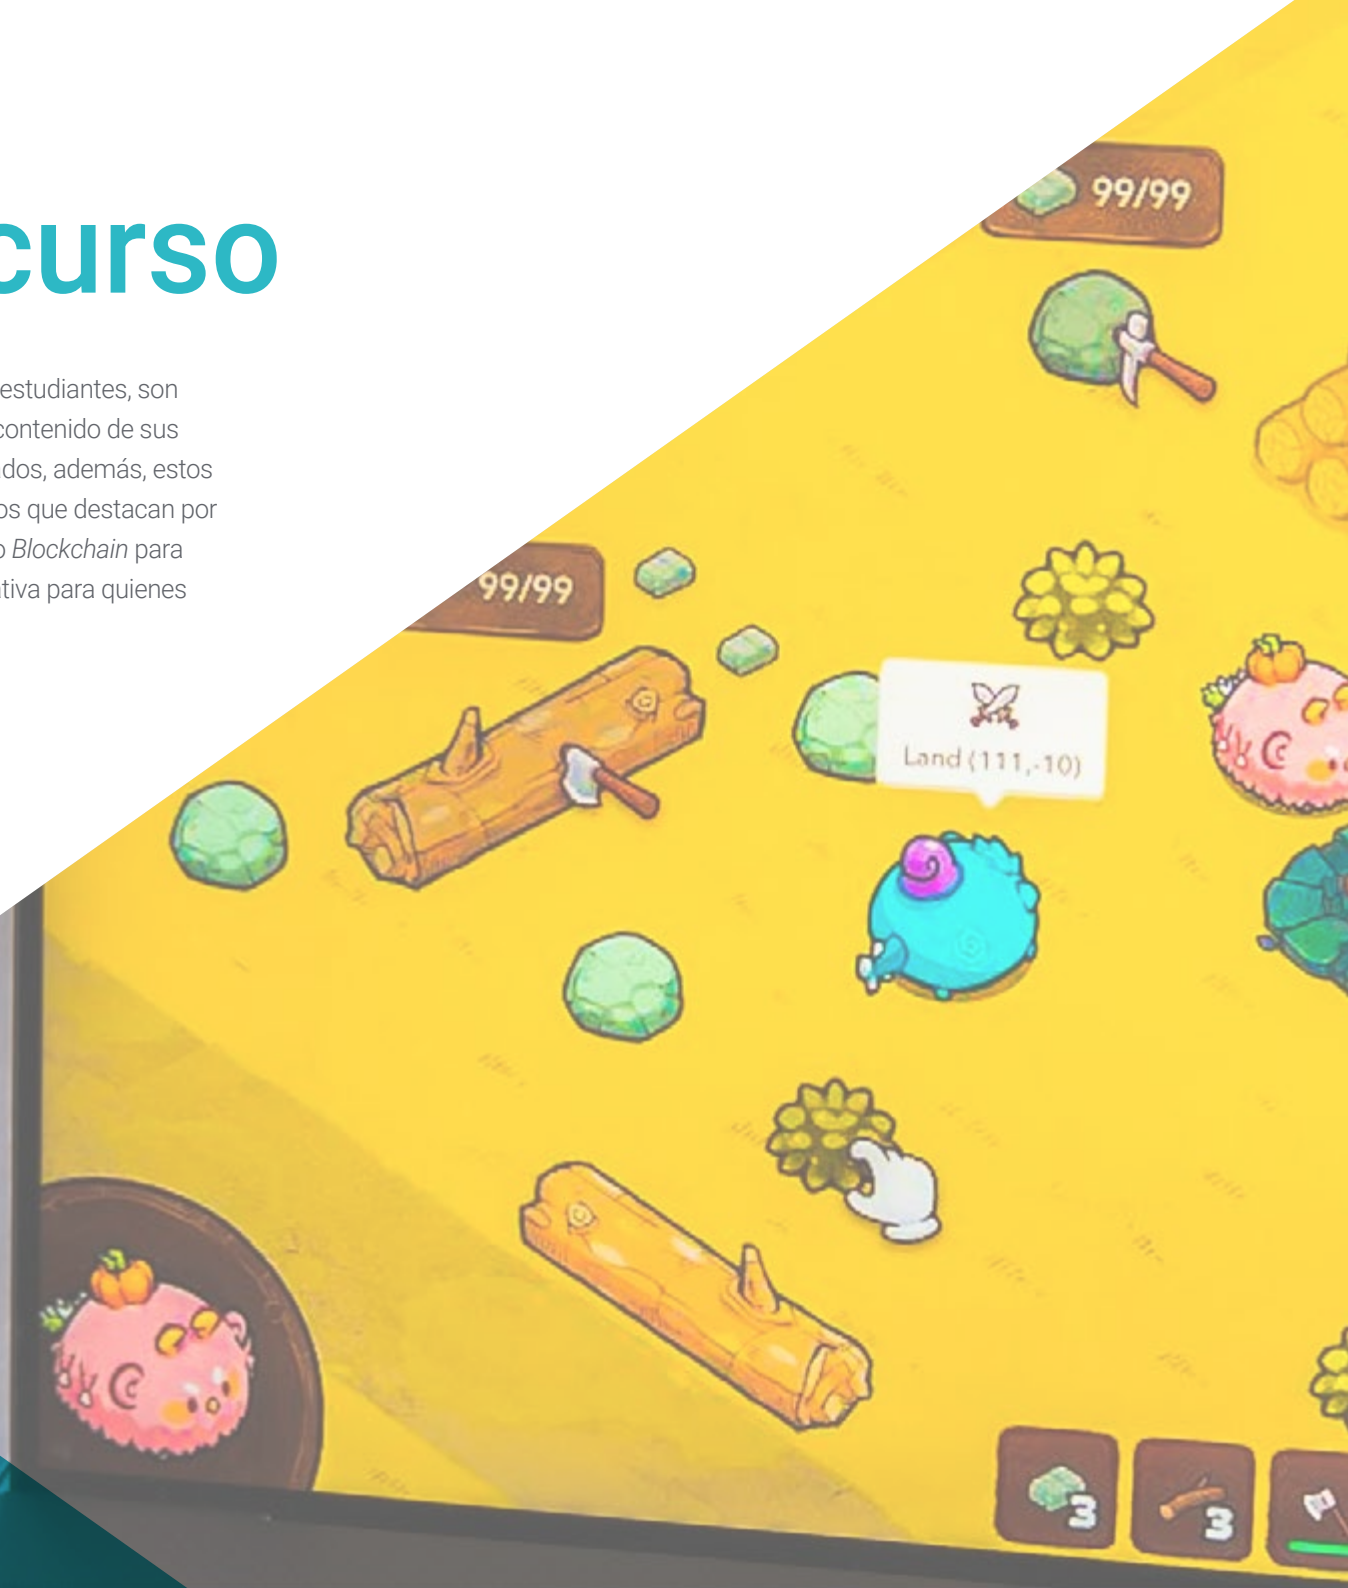 99/99
curso
estudiantes, son
contenido de sus
dos, además, estos
os que destacan por
o Blockchain para
tiva para quienes
99/99
Land (111,-10)
3
3